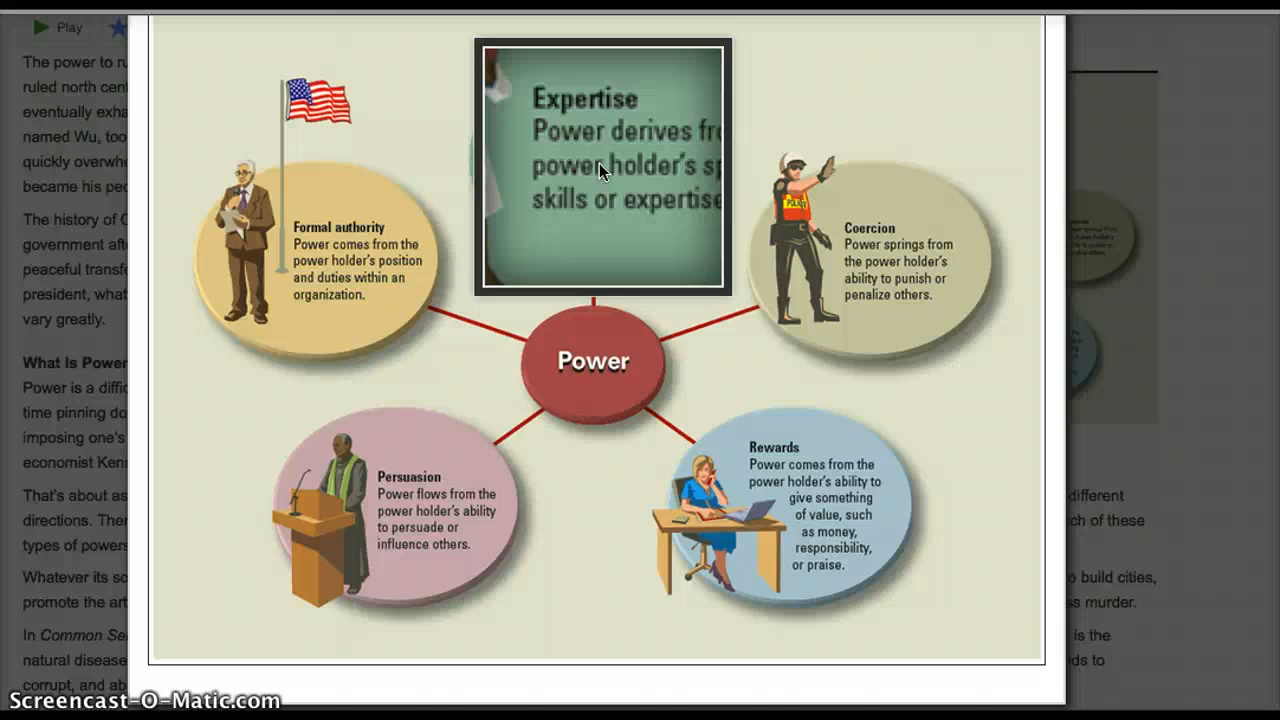 Play
The power to ru
ruled north cent
eventually exha
named Wu, too
quickly overwhe
became his peo
The history of C
government afte
peaceful transfe
president, what
vary greatly.
What Is Power
Power is a diffic
time pinning do
imposing one's
economist Kenn
That's about as
directions. Ther
types of powers
Whatever its so
promote the art
In Common Sen
natural disease
corrupt, and ab
Expertise
Power derives fro
power holder's sp
skills or expertise
Formal authority
Power comes from the
power holder's position
and duties within an
organization.
POLICE
Coercion
Power springs from
the power holder's
ability to punish or
penalize others.
Power
Persuasion
Power flows from the
power holder's ability
to persuade or
influence others.
Rewards
Power comes from the
power holder's ability to
give something
of value, such
as money,
responsibility,
or praise.
different
ch of these
o build cities,
ss murder.
is the
ds to
Screencast-O-Matic.com